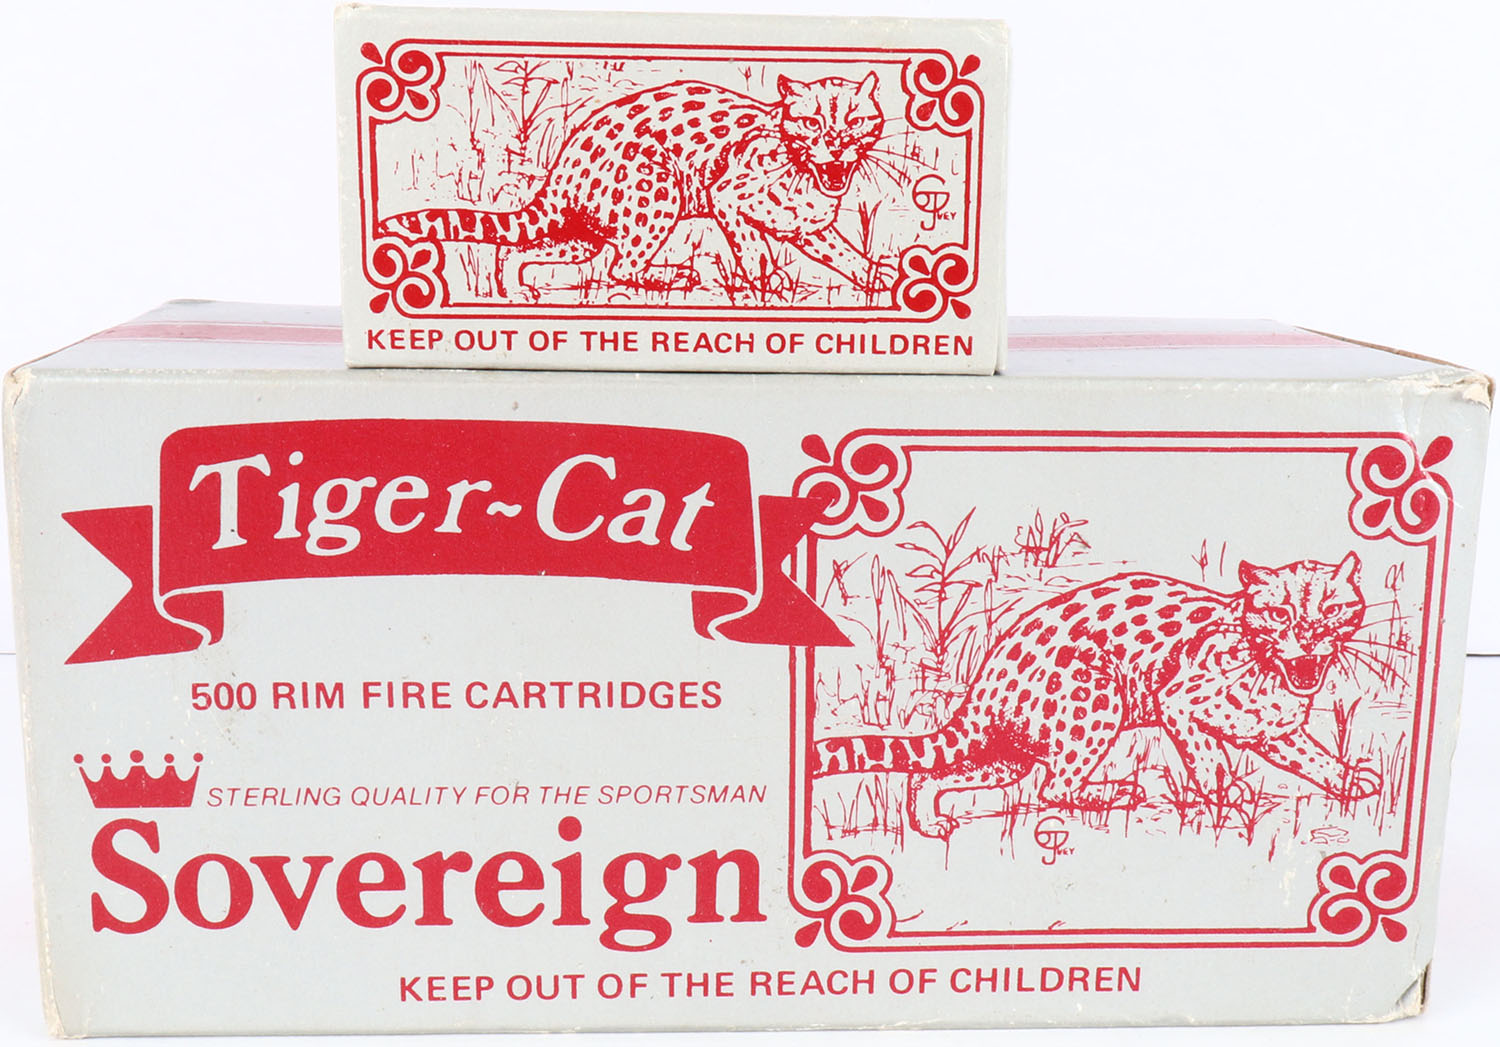 KEEP OUT OF THE REACH OF CHILDREN
Tiger~Cat
500 RIM FIRE CARTRIDGES
STERLING QUALITY FOR THE SPORTSMAN
Sovereign
KEEP OUT OF THE REACH OF CHILDREN